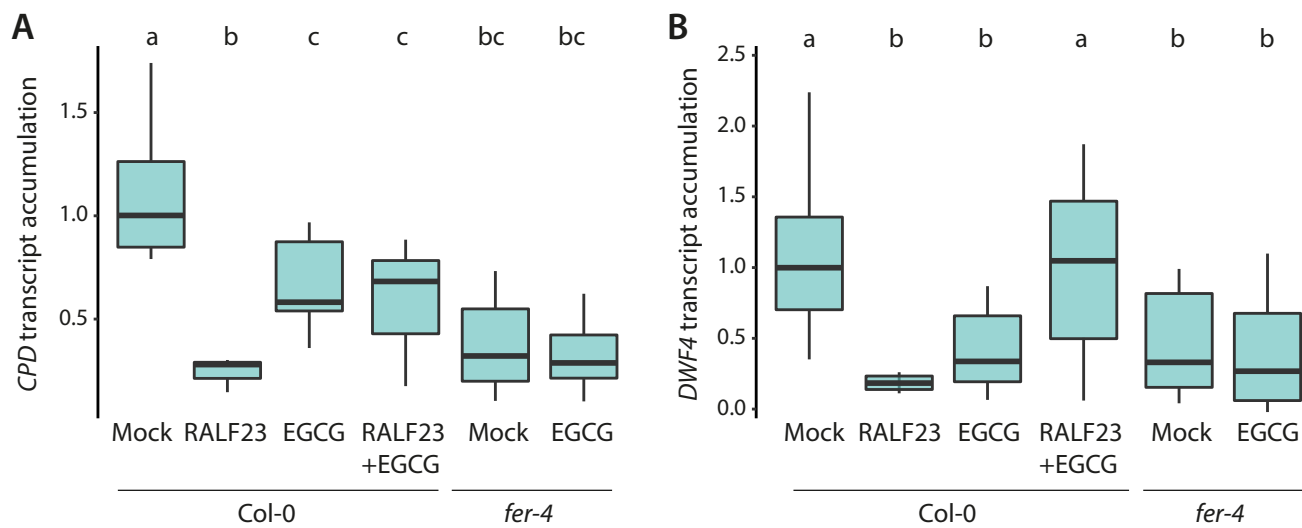 A
a b c c bc bc
CPD transcript accumulation
1.5
1.0
0.5
Mock RALF23 EGCG RALF23 Mock EGCG
+EGCG
Col-0 fer-4
B
a b b a b b
DWF4 transcript accumulation
2.5
2.0
1.5
1.0
0.5
0.0
Mock RALF23 EGCG RALF23 Mock EGCG
+EGCG
Col-0 fer-4